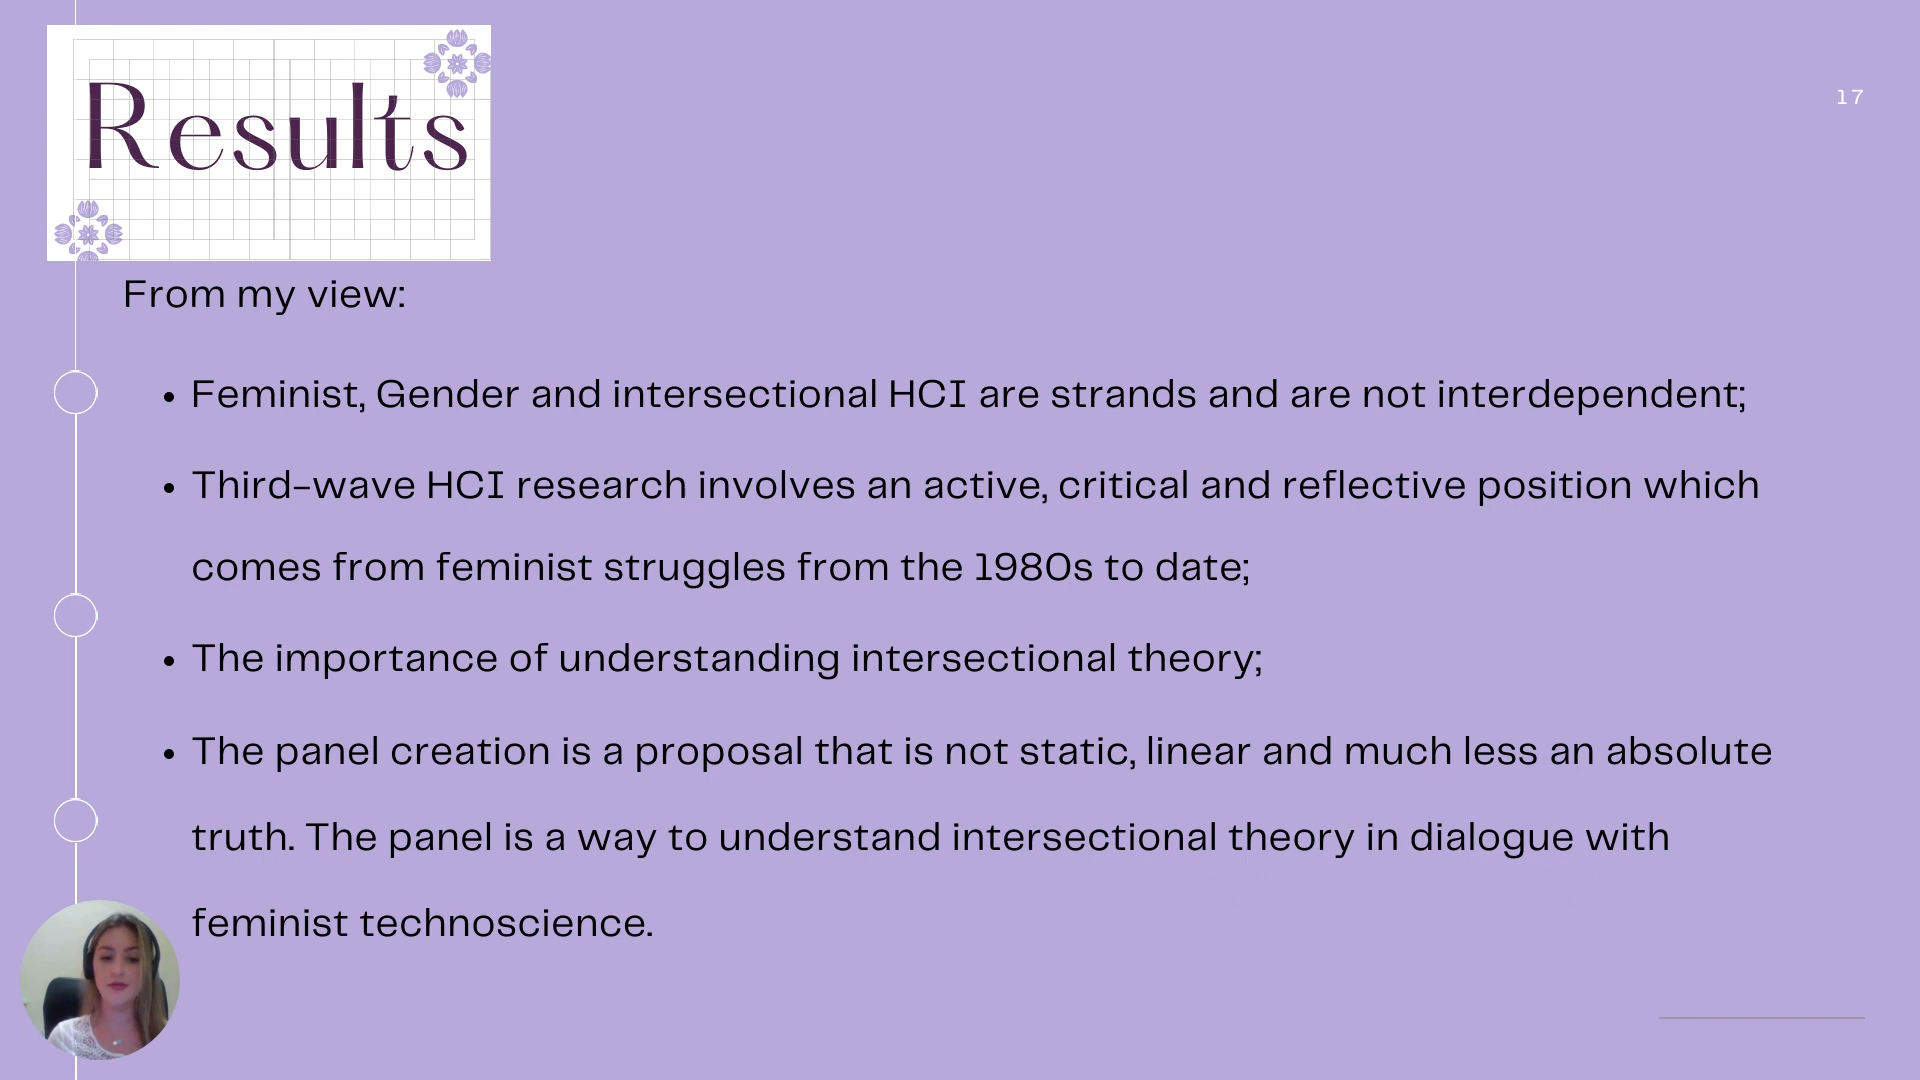 Results
17
From my view:
• Feminist, Gender and intersectional HCI are strands and are not interdependent;
• Third-wave HCI research involves an active, critical and reflective position which
comes from feminist struggles from the 1980s to date;
• The importance of understanding intersectional theory;
• The panel creation is a proposal that is not static, linear and much less an absolute
truth. The panel is a way to understand intersectional theory in dialogue with
feminist technoscience.